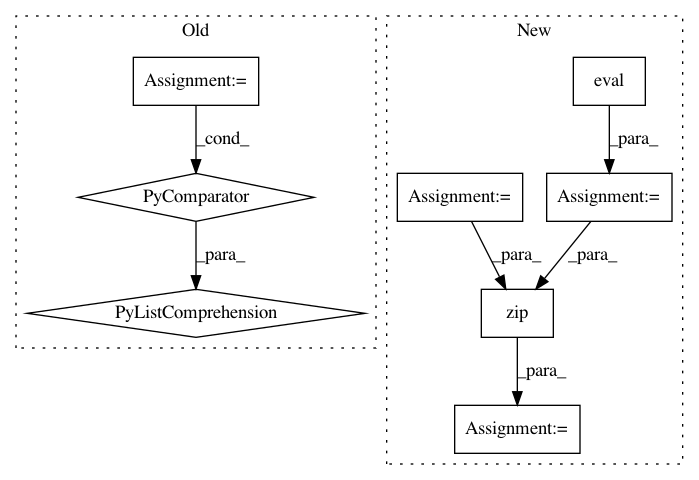 Old
New
Assignment:=
eval
_cond_
_para_
PyComparator
Assignment:=
Assignment:=
_para_
_para_
_para_
PyListComprehension
zip
_para_
Assignment:=